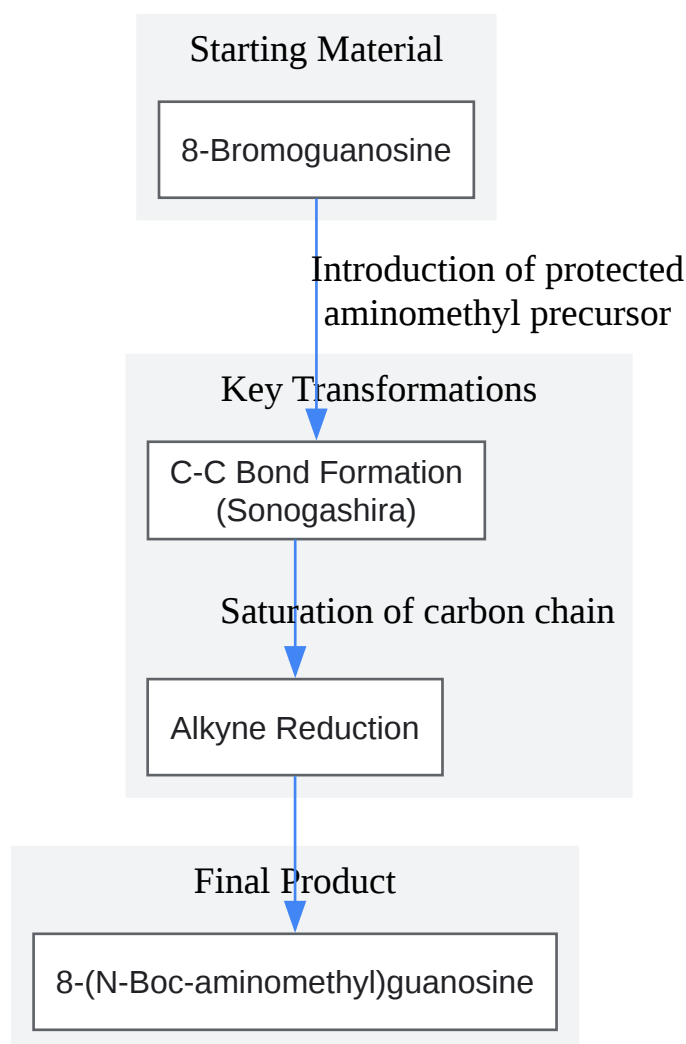 Starting Material
8-Bromoguanosine
Introduction of protected
aminomethyl precursor
Key Transformations
C-C Bond Formation
(Sonogashira)
Saturation of carbon chain
Alkyne Reduction
Final Product
8-(N-Boc-aminomethyl)guanosine